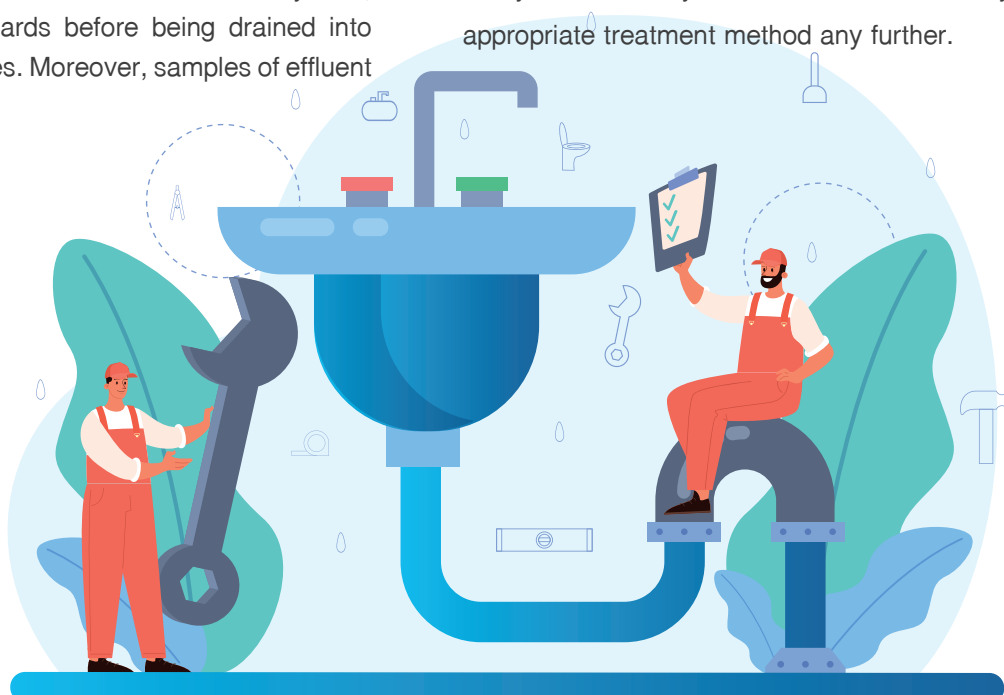 ards before being drained into
es. Moreover, samples of effluent
appropriate treatment method any further.